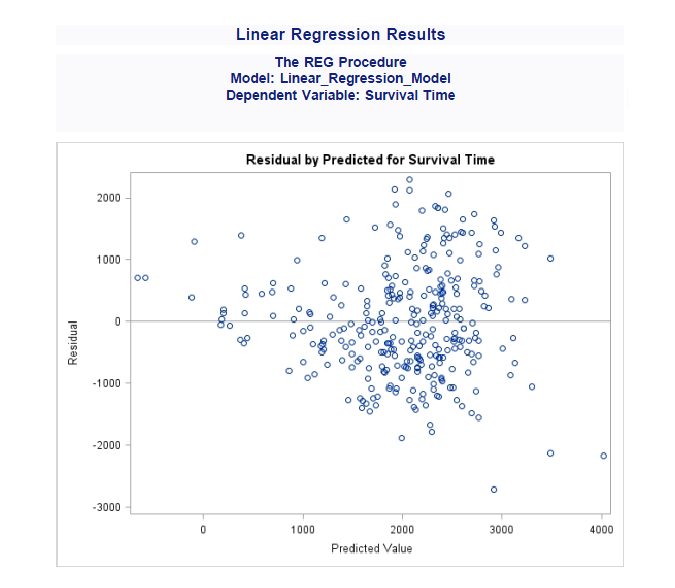 Linear Regression Results
The REG Procedure
Model: Linear_Regression_Model
Dependent Variable: Survival Time
Residual by Predicted for Survival Time
2000
1000
0
-1000
-2000
-3000
Residual
0 1000 2000 3000 4000
Predicted Value